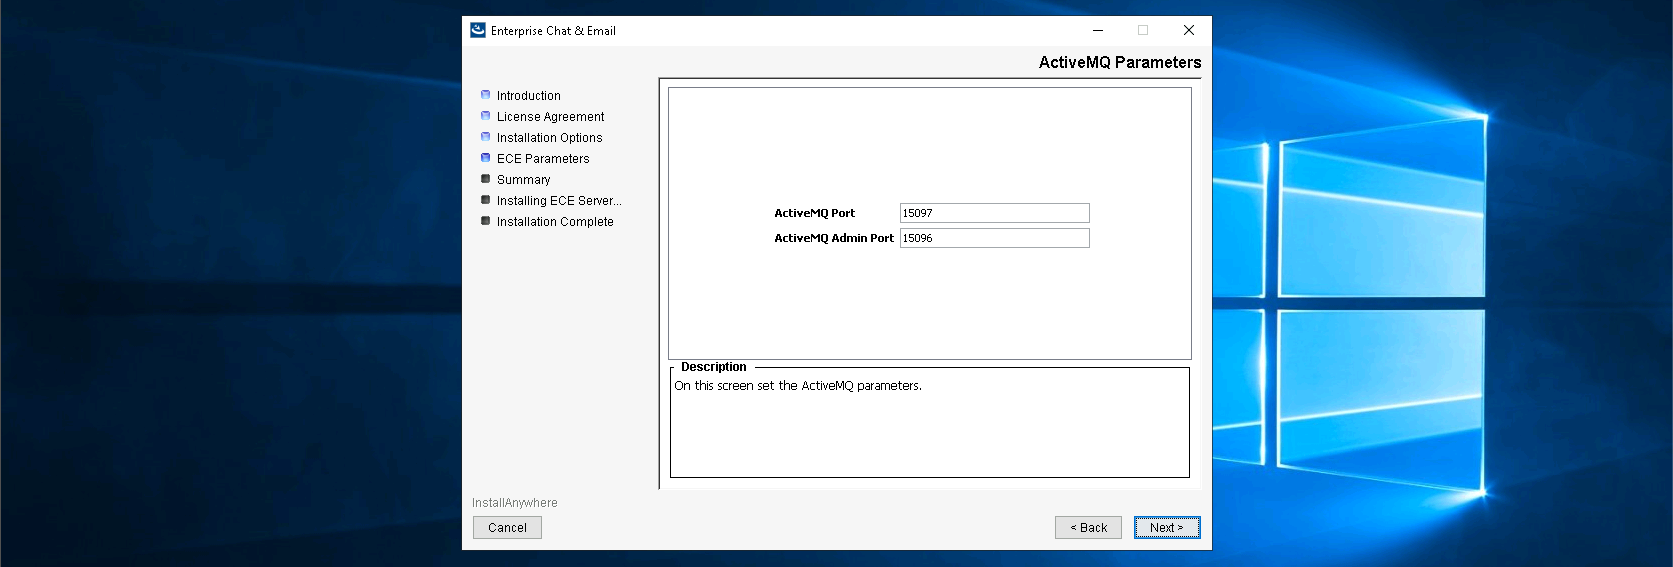 Enterprise Chat & Email
ActiveMQ Parameters
Introduction
License Agreement
Installation Options
ECE Parameters
Summary
Installing ECE Server...
Installation Complete
ActiveMQ Port 15097
ActiveMQ Admin Port 15096
Description
On this screen set the ActiveMQ parameters.
InstallAnywhere
Cancel < Back Next >